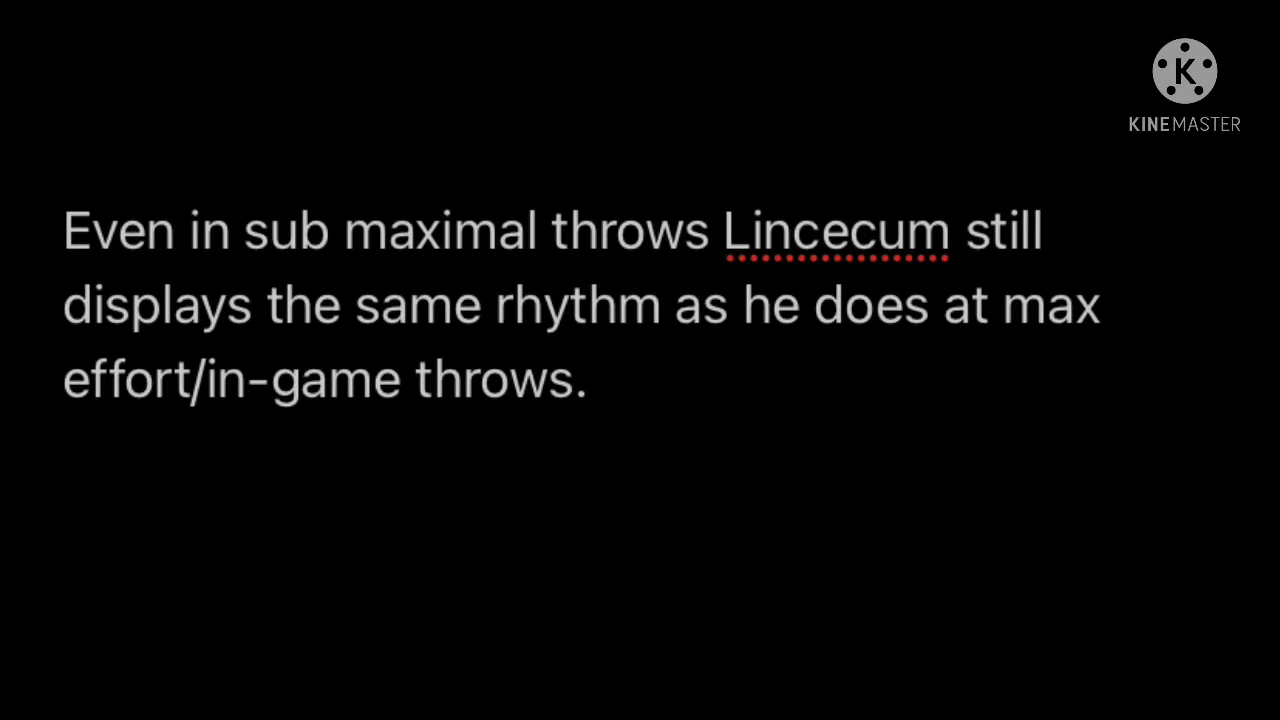 K
KINEMASTER
Even in sub maximal throws Lincecum still
displays the same rhythm as he does at max
effort/in-game throws.